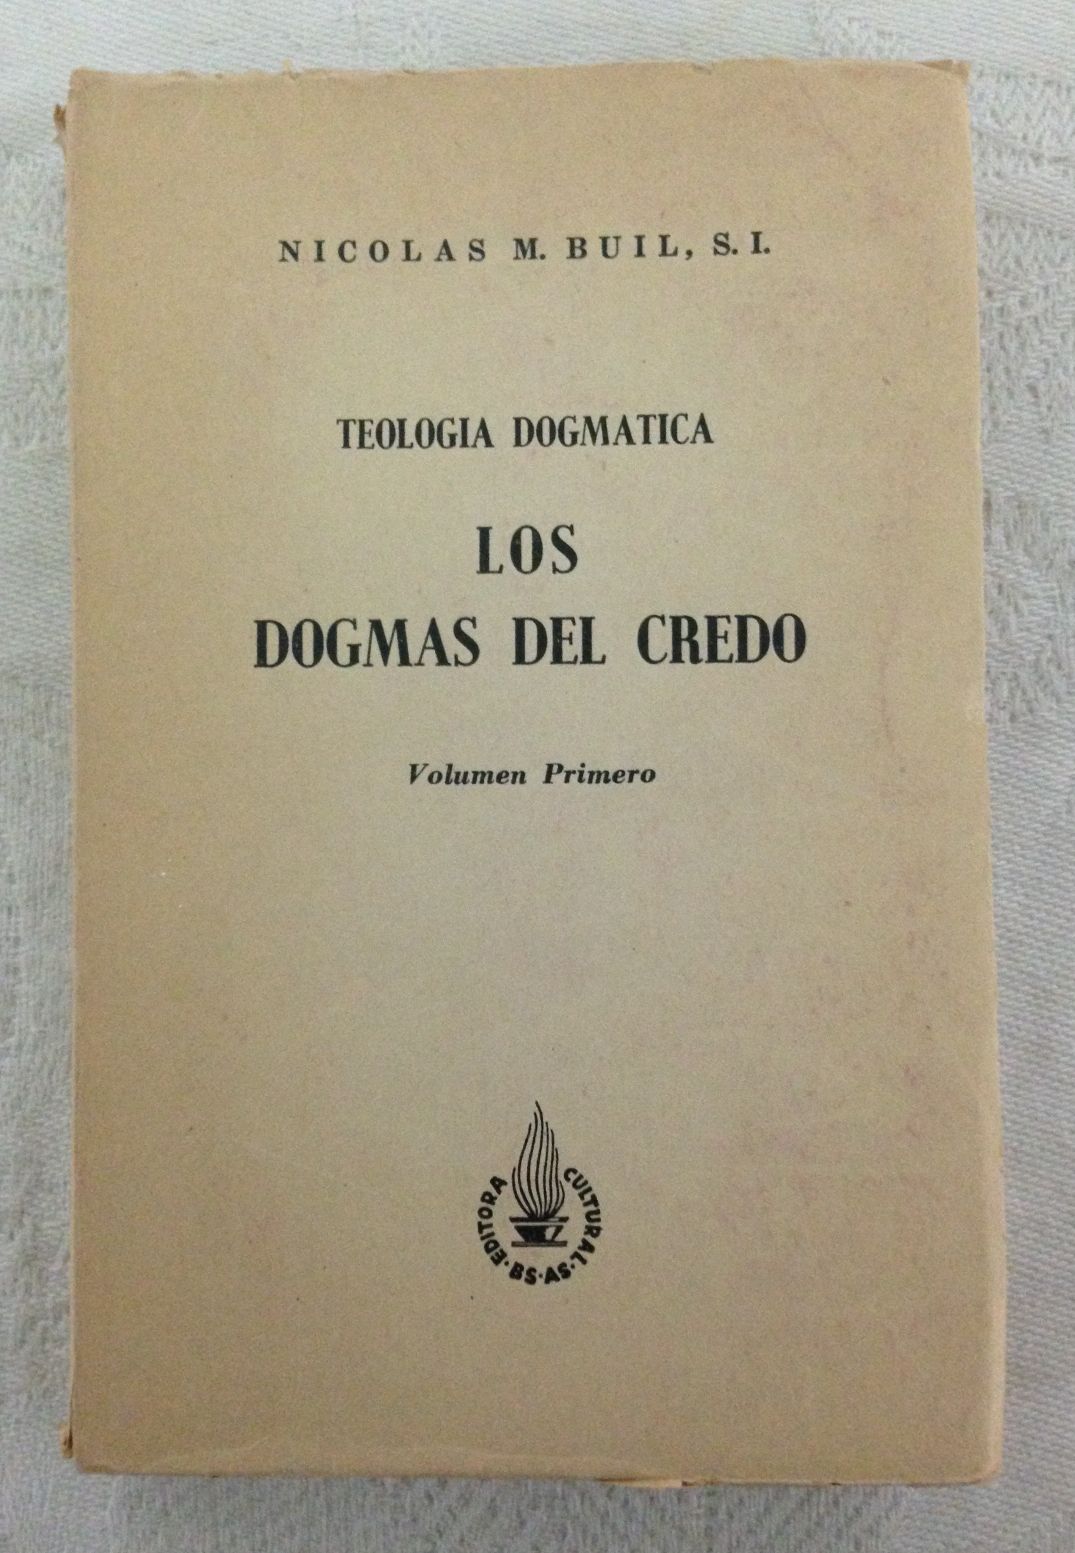 NICOLAS M. BUIL, S. I.
TEOLOGIA DOGMATICA
LOS
DOGMAS DEL CREDO
Volumen Primero
EDITORA CULTURAL · BS · AS ·